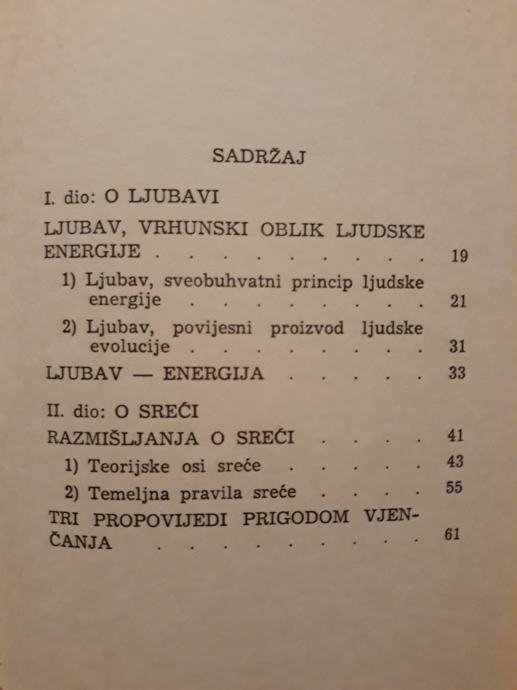 SADRŽAJ
I. dio: O LJUBAVI
LJUBAV, VRHUNSKI OBLIK LJUDSKE
ENERGIJE . . . . . . . . . 19
1) Ljubav, sveobuhvatni princip ljudske
energije . . . . . . . . 21
2) Ljubav, povijesni proizvod ljudske
evolucije . . . . . . . . 31
LJUBAV — ENERGIJA . . . . . 33
II. dio: O SREĆI
RAZMIŠLJANJA O SREĆI . . . . 41
1) Teorijske osi sreće . . . . . 43
2) Temeljna pravila sreće . . . . 55
TRI PROPOVIJEDI PRIGODOM VJEN-
ČANJA . . . . . . . . . 61